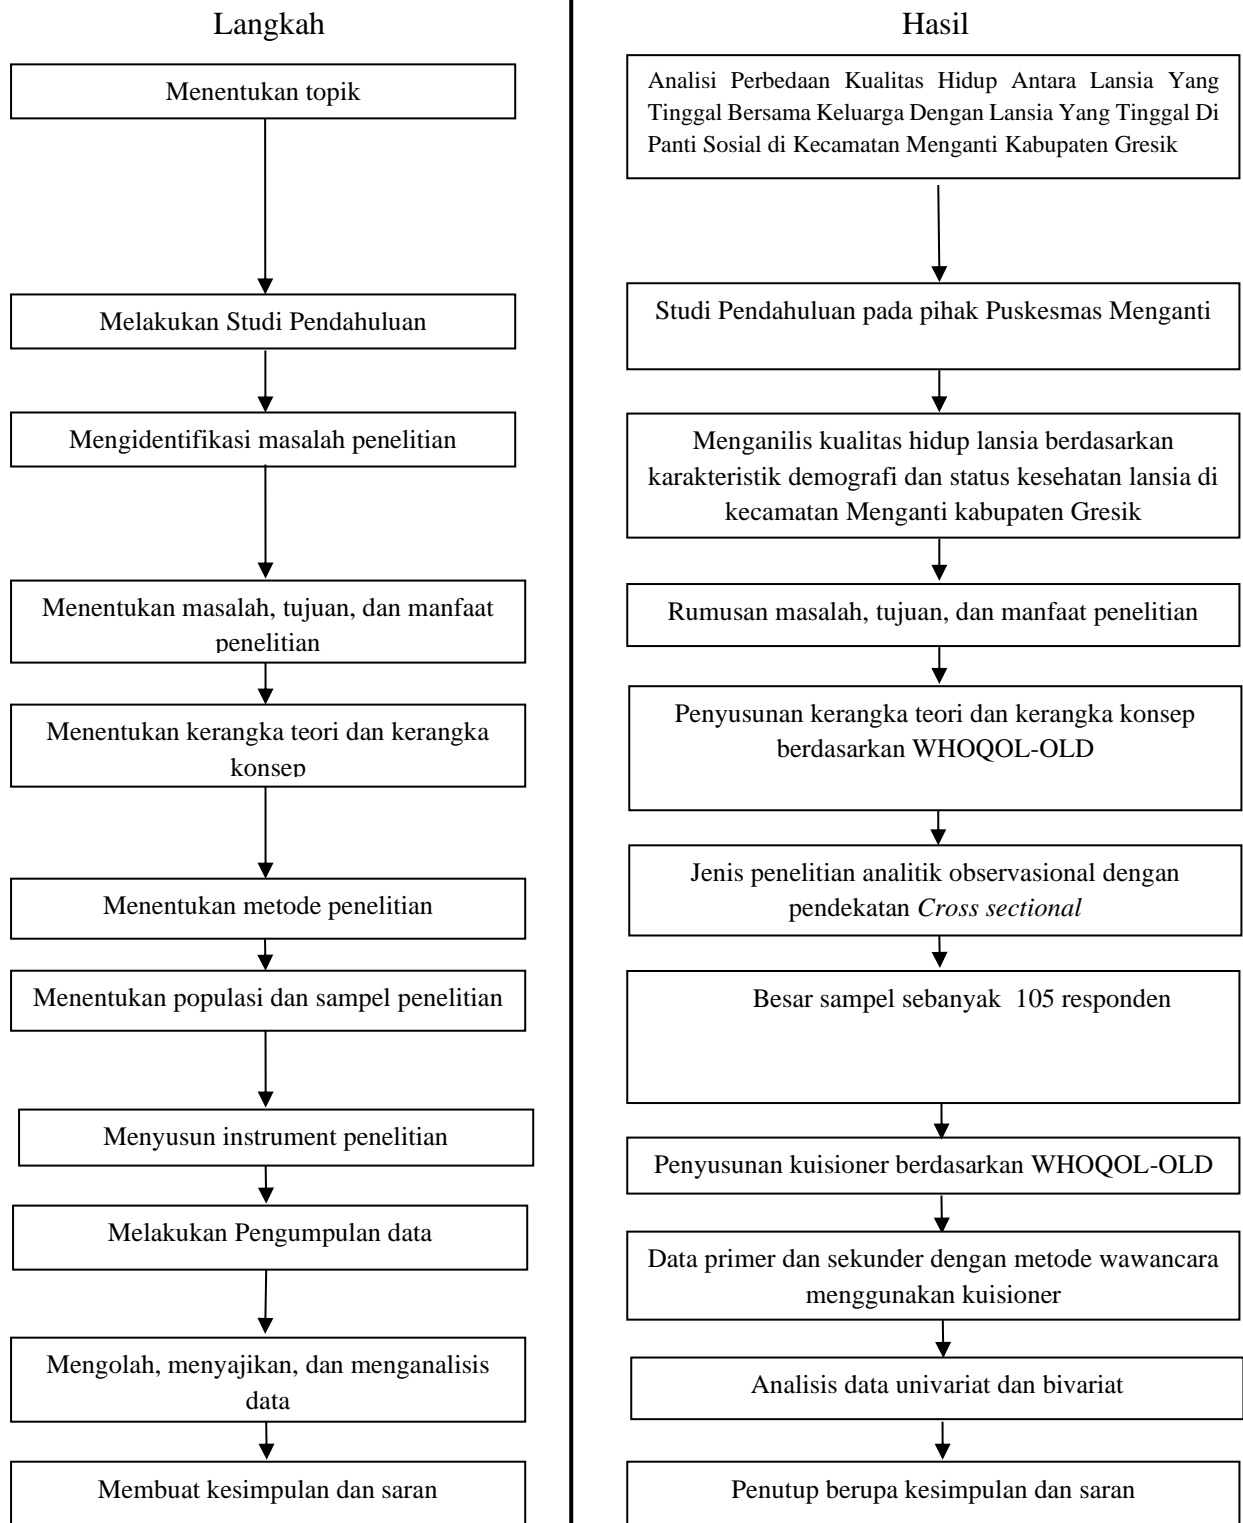 Langkah
Menentukan topik
Melakukan Studi Pendahuluan
Mengidentifikasi masalah penelitian
Menentukan masalah, tujuan, dan manfaat
penelitian
Menentukan kerangka teori dan kerangka
konsep
Menentukan metode penelitian
Menentukan populasi dan sampel penelitian
Menyusun instrument penelitian
Melakukan Pengumpulan data
Mengolah, menyajikan, dan menganalisis
data
Membuat kesimpulan dan saran
Hasil
Analisi Perbedaan Kualitas Hidup Antara Lansia Yang
Tinggal Bersama Keluarga Dengan Lansia Yang Tinggal Di
Panti Sosial di Kecamatan Menganti Kabupaten Gresik
Studi Pendahuluan pada pihak Puskesmas Menganti
Menganilis kualitas hidup lansia berdasarkan
karakteristik demografi dan status kesehatan lansia di
kecamatan Menganti kabupaten Gresik
Rumusan masalah, tujuan, dan manfaat penelitian
Penyusunan kerangka teori dan kerangka konsep
berdasarkan WHOQOL-OLD
Jenis penelitian analitik observasional dengan
pendekatan Cross sectional
Besar sampel sebanyak 105 responden
Penyusunan kuisioner berdasarkan WHOQOL-OLD
Data primer dan sekunder dengan metode wawancara
menggunakan kuisioner
Analisis data univariat dan bivariat
Penutup berupa kesimpulan dan saran